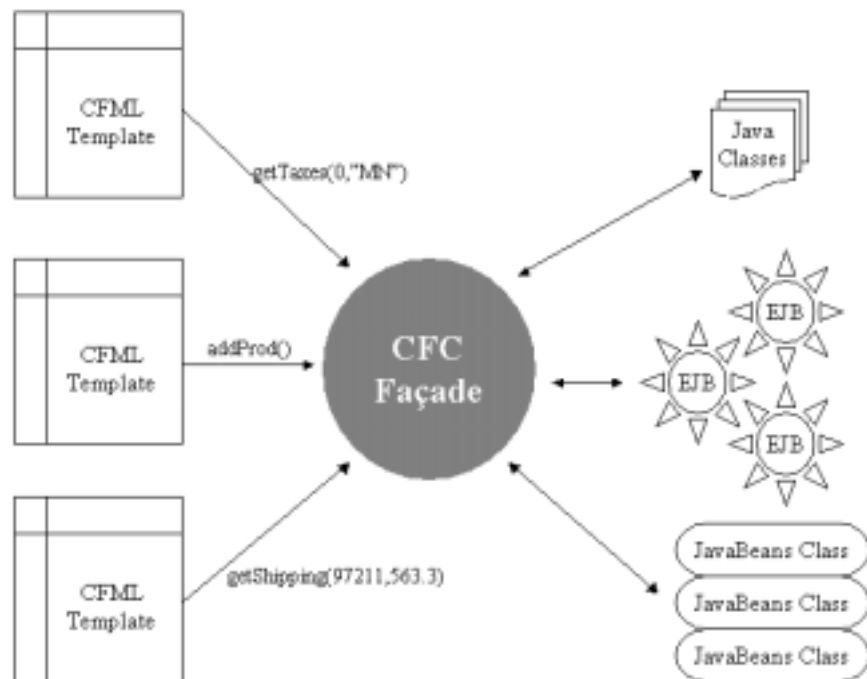 CFML
Template
getTaxes(0,"MN")
CFML
Template
addProd()
CFML
Template
getShipping(97211,563.3)
CFC
Façade
Java
Classes
EJB
EJB
EJB
JavaBeans Class
JavaBeans Class
JavaBeans Class